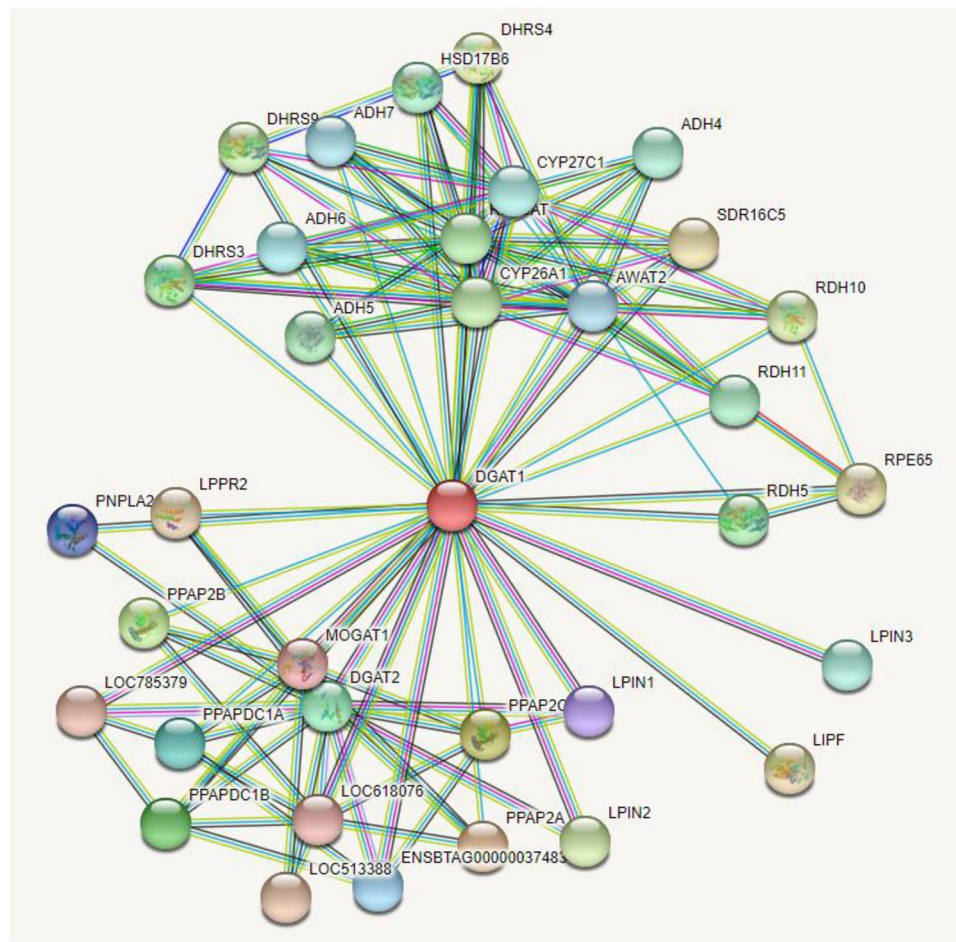 DHRS4
HSD17B6
DHRS9
ADH7
ADH4
CYP27C1
ADH6
SDR16C5
DHRS3
CYP26A1
AWAT2
RDH10
ADH5
RDH11
DGAT1
RPE65
LPPR2
RDH5
PNPLA2
PPAP2B
MOGAT1
LPIN3
LOC785379
DGAT2
LPIN1
PPAPDC1A
LIPF
PPAPDC1B
LOC618076
PPAP2A
LPIN2
ENSBTAG00000037483
LOC513388